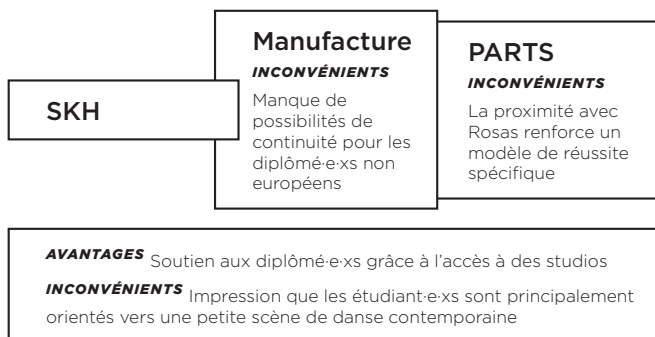 SKH
Manufacture
INCONVÉNIENTS
Manque de
possibilités de
continuité pour les
diplômé·e·xs non
européens
PARTS
INCONVÉNIENTS
La proximité avec
Rosas renforce un
modèle de réussite
spécifique
AVANTAGES Soutien aux diplômé·e·xs grâce à l’accès à des studios
INCONVÉNIENTS Impression que les étudiant·e·xs sont principalement
orientés vers une petite scène de danse contemporaine